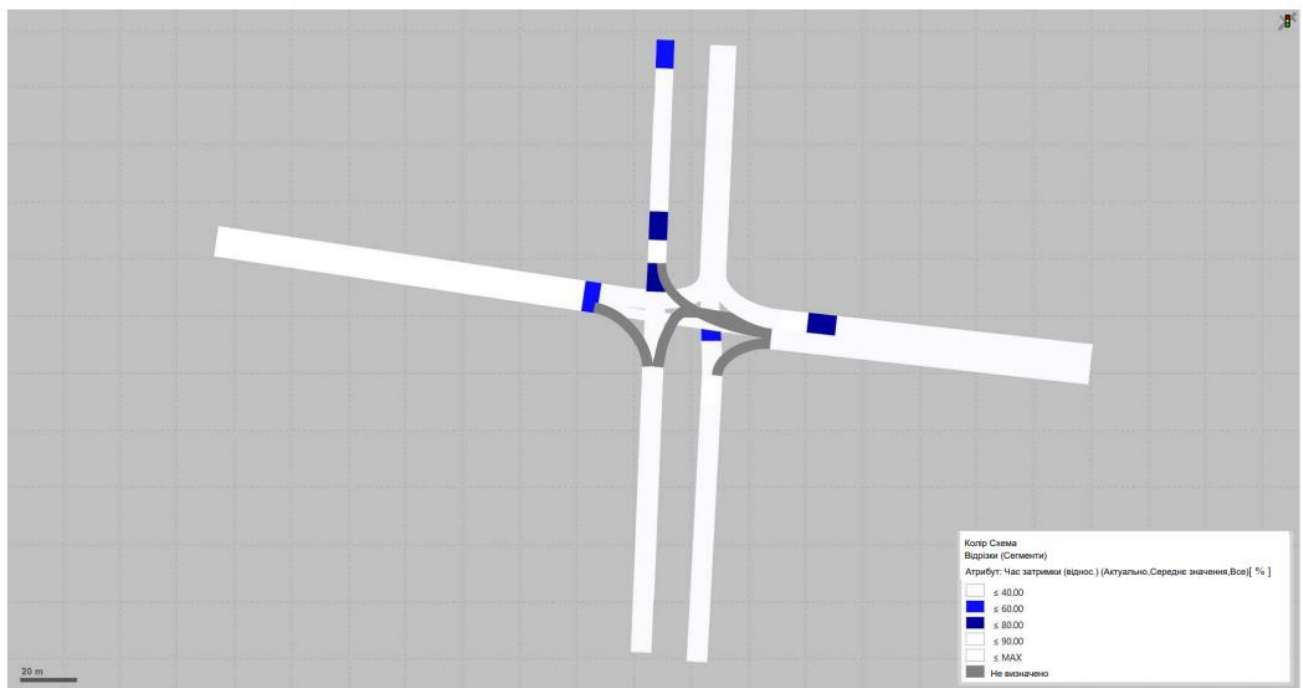 Колір Схема
Відрізки (Сегменти)
Атрибут: Час затримки (віднос.) (Актуально,Середнє значення,Все)[ % ]
≤ 40.00
≤ 60.00
≤ 80.00
≤ 90.00
≤ MAX
Не визначено
20 m